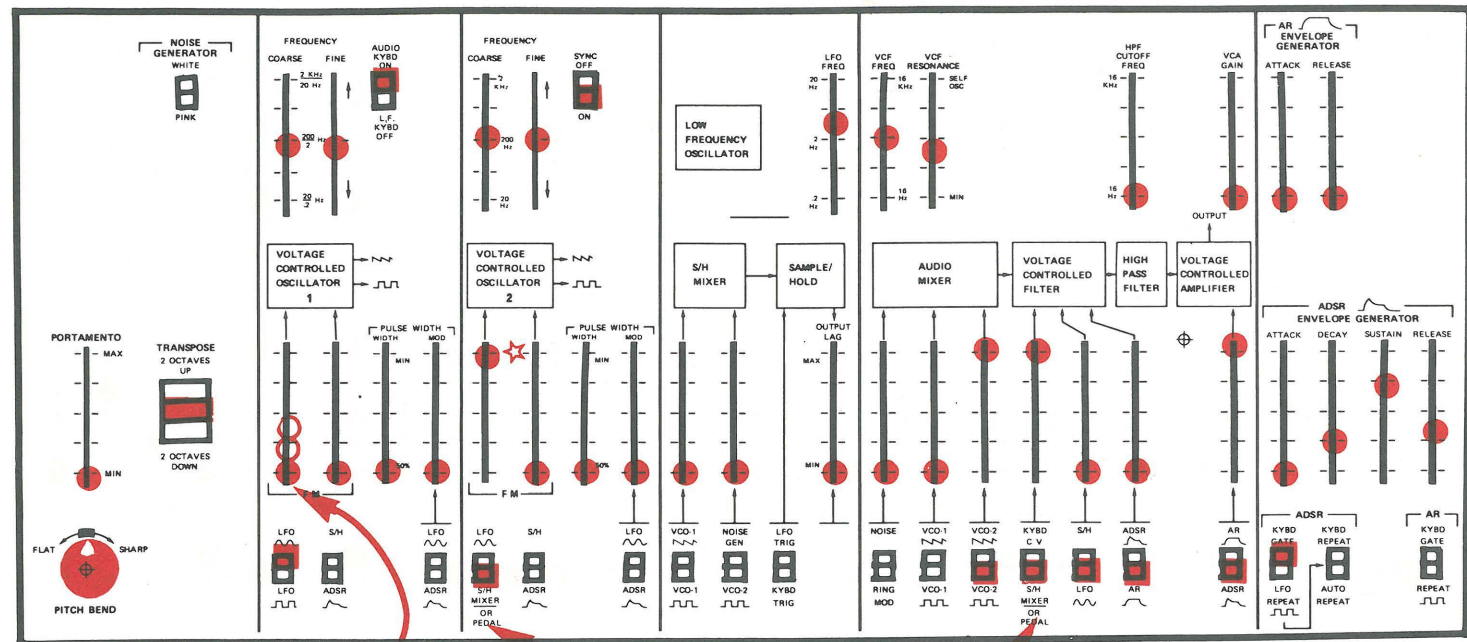 NOISE
GENERATOR
WHITE
PINK
PORTAMENTO
MAX
MIN
TRANSPOSE
2 OCTAVES
UP
2 OCTAVES
DOWN
FLAT
SHARP
PITCH BEND
FREQUENCY
COARSE
FINE
2 KHz
20 Hz
200 Hz
2
20 Hz
.2
AUDIO
KYBD
ON
L.F.
KYBD
OFF
VOLTAGE
CONTROLLED
OSCILLATOR
1
PULSE WIDTH
WIDTH
MOD
MIN
50%
FM
LFO
S/H
LFO
LFO
ADSR
ADSR
FREQUENCY
COARSE
FINE
2
KHz
200
Hz
20
Hz
SYNC
OFF
ON
VOLTAGE
CONTROLLED
OSCILLATOR
2
PULSE WIDTH
WIDTH
MOD
MIN
50%
FM
LFO
S/H
LFO
S/H
MIXER
OR
PEDAL
ADSR
ADSR
LOW
FREQUENCY
OSCILLATOR
LFO
FREQ
20
Hz
2
Hz
.2
Hz
S/H
MIXER
SAMPLE/
HOLD
OUTPUT
LAG
MAX
MIN
VCO-1
NOISE
GEN
LFO
TRIG
VCO-1
VCO-2
KYBD
TRIG
VCF
FREQ
16
KHz
16
Hz
VCF
RESONANCE
SELF
OSC
MIN
HPF
CUTOFF
FREQ
16
KHz
16
Hz
VCA
GAIN
OUTPUT
AUDIO
MIXER
VOLTAGE
CONTROLLED
FILTER
HIGH
PASS
FILTER
VOLTAGE
CONTROLLED
AMPLIFIER
NOISE
VCO-1
VCO-2
KYBD
CV
S/H
ADSR
AR
RING
MOD
VCO-1
VCO-2
S/H
MIXER
OR
PEDAL
LFO
AR
ADSR
AR
ENVELOPE
GENERATOR
ATTACK
RELEASE
ADSR
ENVELOPE GENERATOR
ATTACK
DECAY
SUSTAIN
RELEASE
ADSR
KYBD
GATE
KYBD
REPEAT
LFO
REPEAT
AUTO
REPEAT
AR
KYBD
GATE
REPEAT